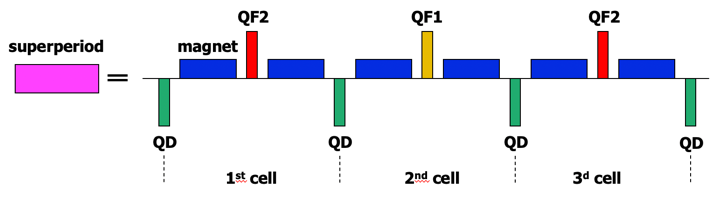 QF2
QF1
QF2
superperiod
magnet
=
QD
QD
QD
QD
1st cell
2nd cell
3d cell